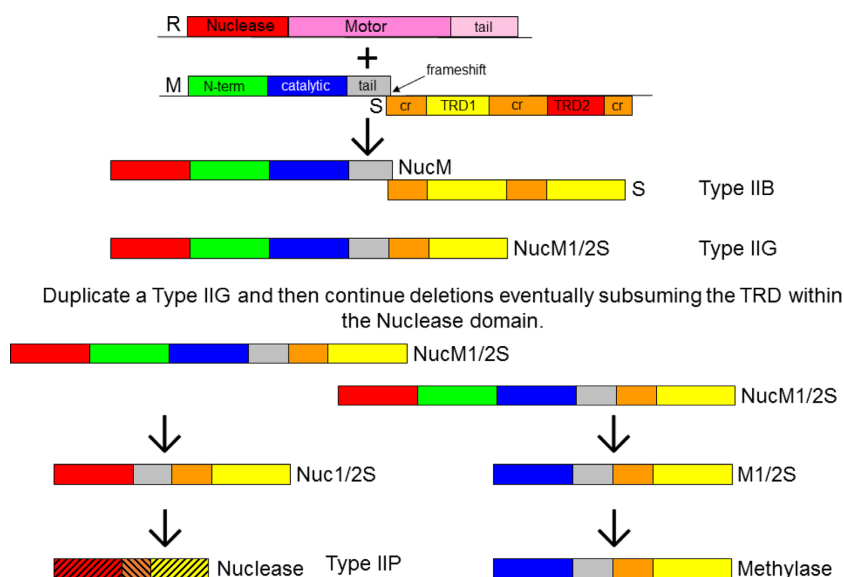 R Nuclease Motor tail
+
frameshift
M N-term catalytic tail
S cr TRD1 cr TRD2 cr
NucM
S Type IIB
NucM1/2S Type IIG
Duplicate a Type IIG and then continue deletions eventually subsuming the TRD within
the Nuclease domain.
NucM1/2S
NucM1/2S
Nuc1/2S M1/2S
Nuclease Type IIP Methylase